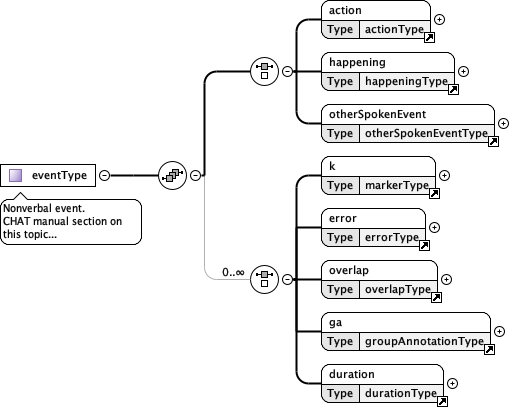 action
Type actionType
happening
Type happeningType
otherSpokenEvent
Type otherSpokenEventType
eventType
Nonverbal event.
CHAT manual section on
this topic...
k
Type markerType
error
Type errorType
0..∞
overlap
Type overlapType
ga
Type groupAnnotationType
duration
Type durationType